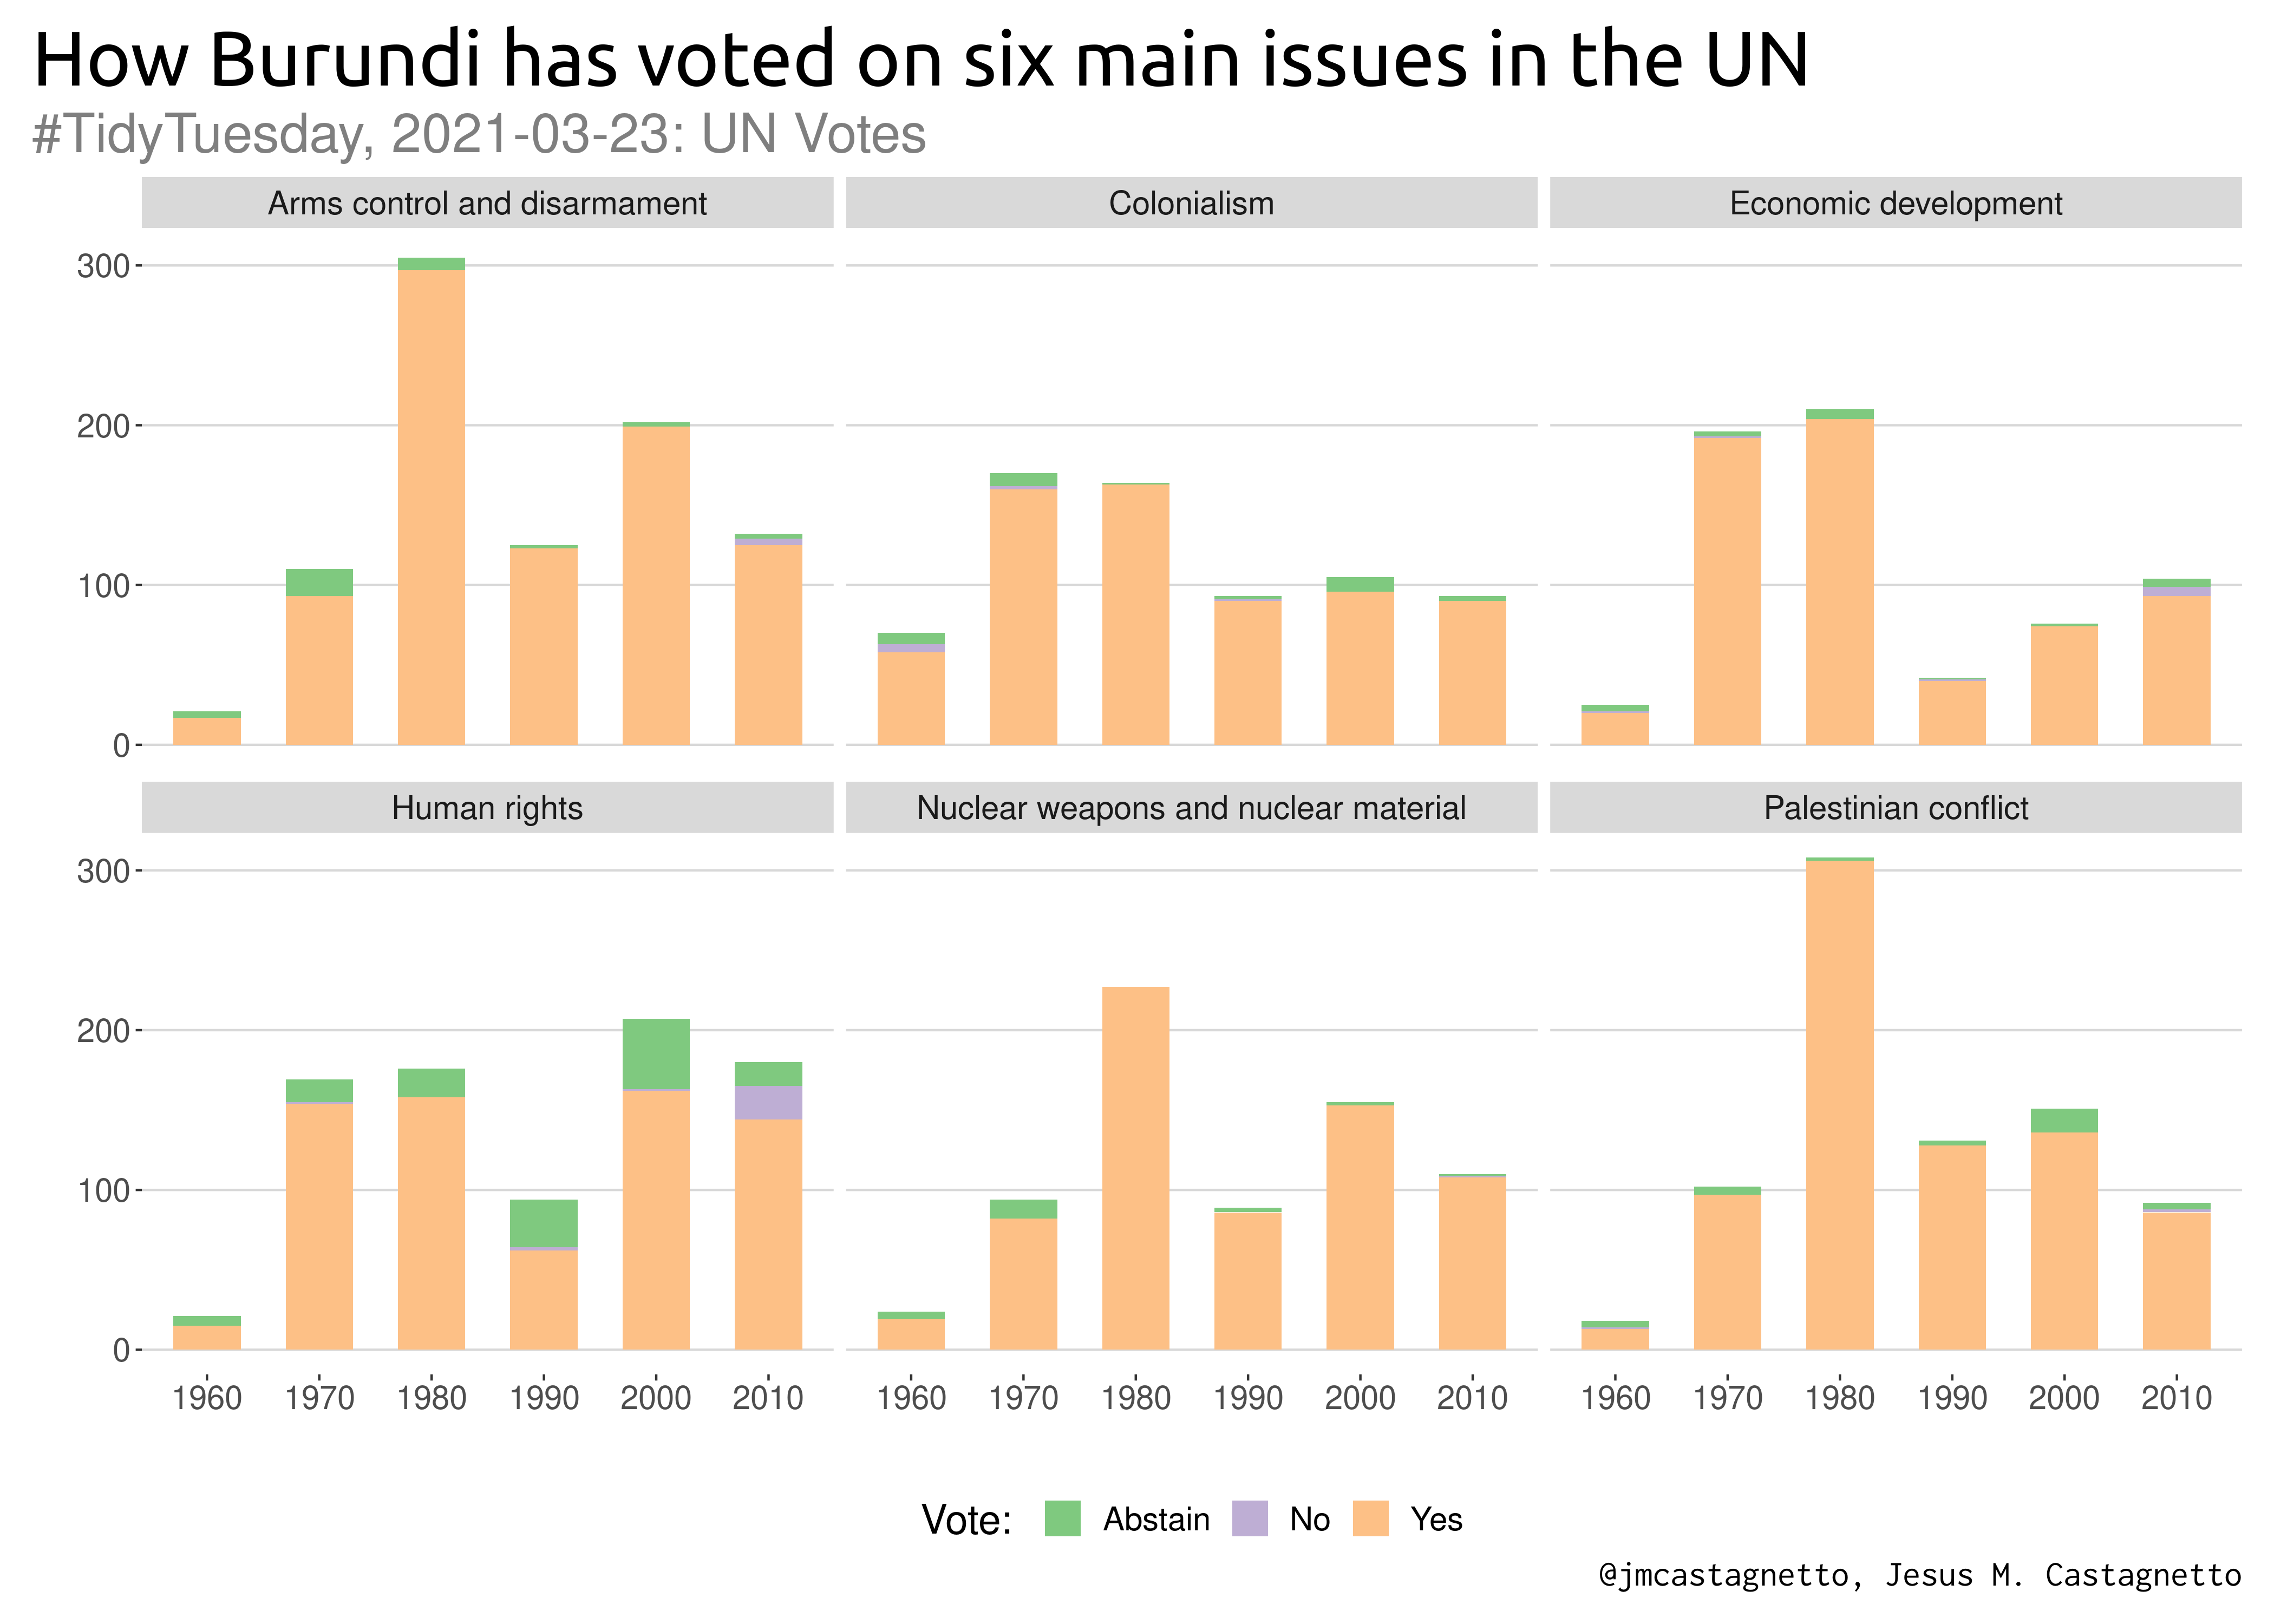 How Burundi has voted on six main issues in the UN
#TidyTuesday, 2021-03-23: UN Votes
Arms control and disarmament
Colonialism
Economic development
300
200
100
0
Human rights
Nuclear weapons and nuclear material
Palestinian conflict
300
200
100
0
1960 1970 1980 1990 2000 2010
1960 1970 1980 1990 2000 2010
1960 1970 1980 1990 2000 2010
Vote: Abstain No Yes
@jmcastagnetto, Jesus M. Castagnetto